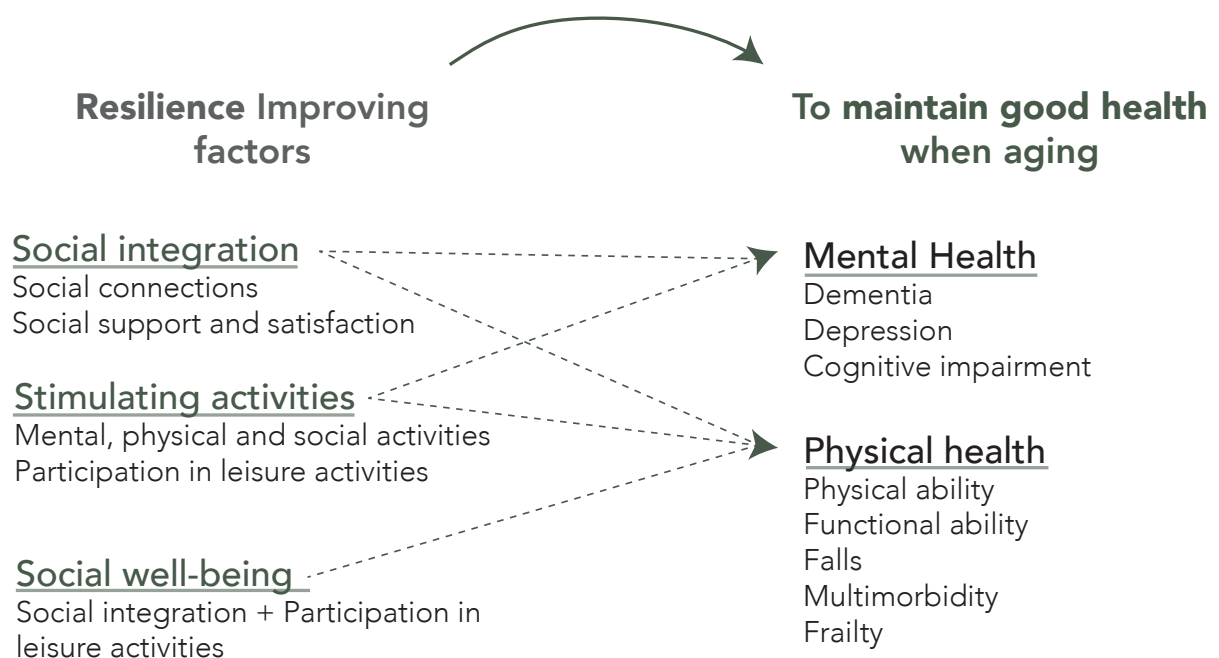 Resilience Improving
factors
To maintain good health
when aging
Social integration
Social connections
Social support and satisfaction
Stimulating activities
Mental, physical and social activities
Participation in leisure activities
Social well-being
Social integration + Participation in
leisure activities
Mental Health
Dementia
Depression
Cognitive impairment
Physical health
Physical ability
Functional ability
Falls
Multimorbidity
Frailty